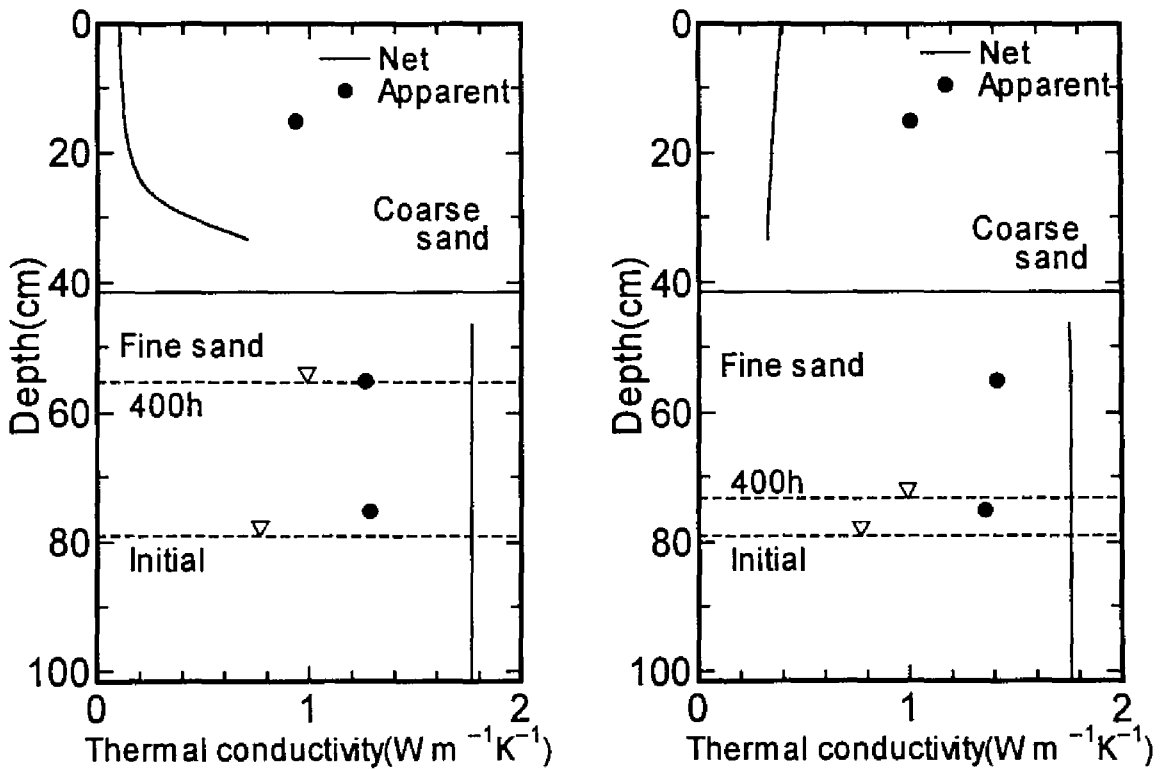 0
20
40
60
80
100
Depth(cm)
Net
Apparent
Coarse
sand
Fine sand
400h
Initial
0
1
2
Thermal conductivity(W m ⁻¹K⁻¹)
0
20
40
60
80
100
Depth(cm)
Net
Apparent
Coarse
sand
Fine sand
400h
Initial
0
1
2
Thermal conductivity(W m ⁻¹K⁻¹)